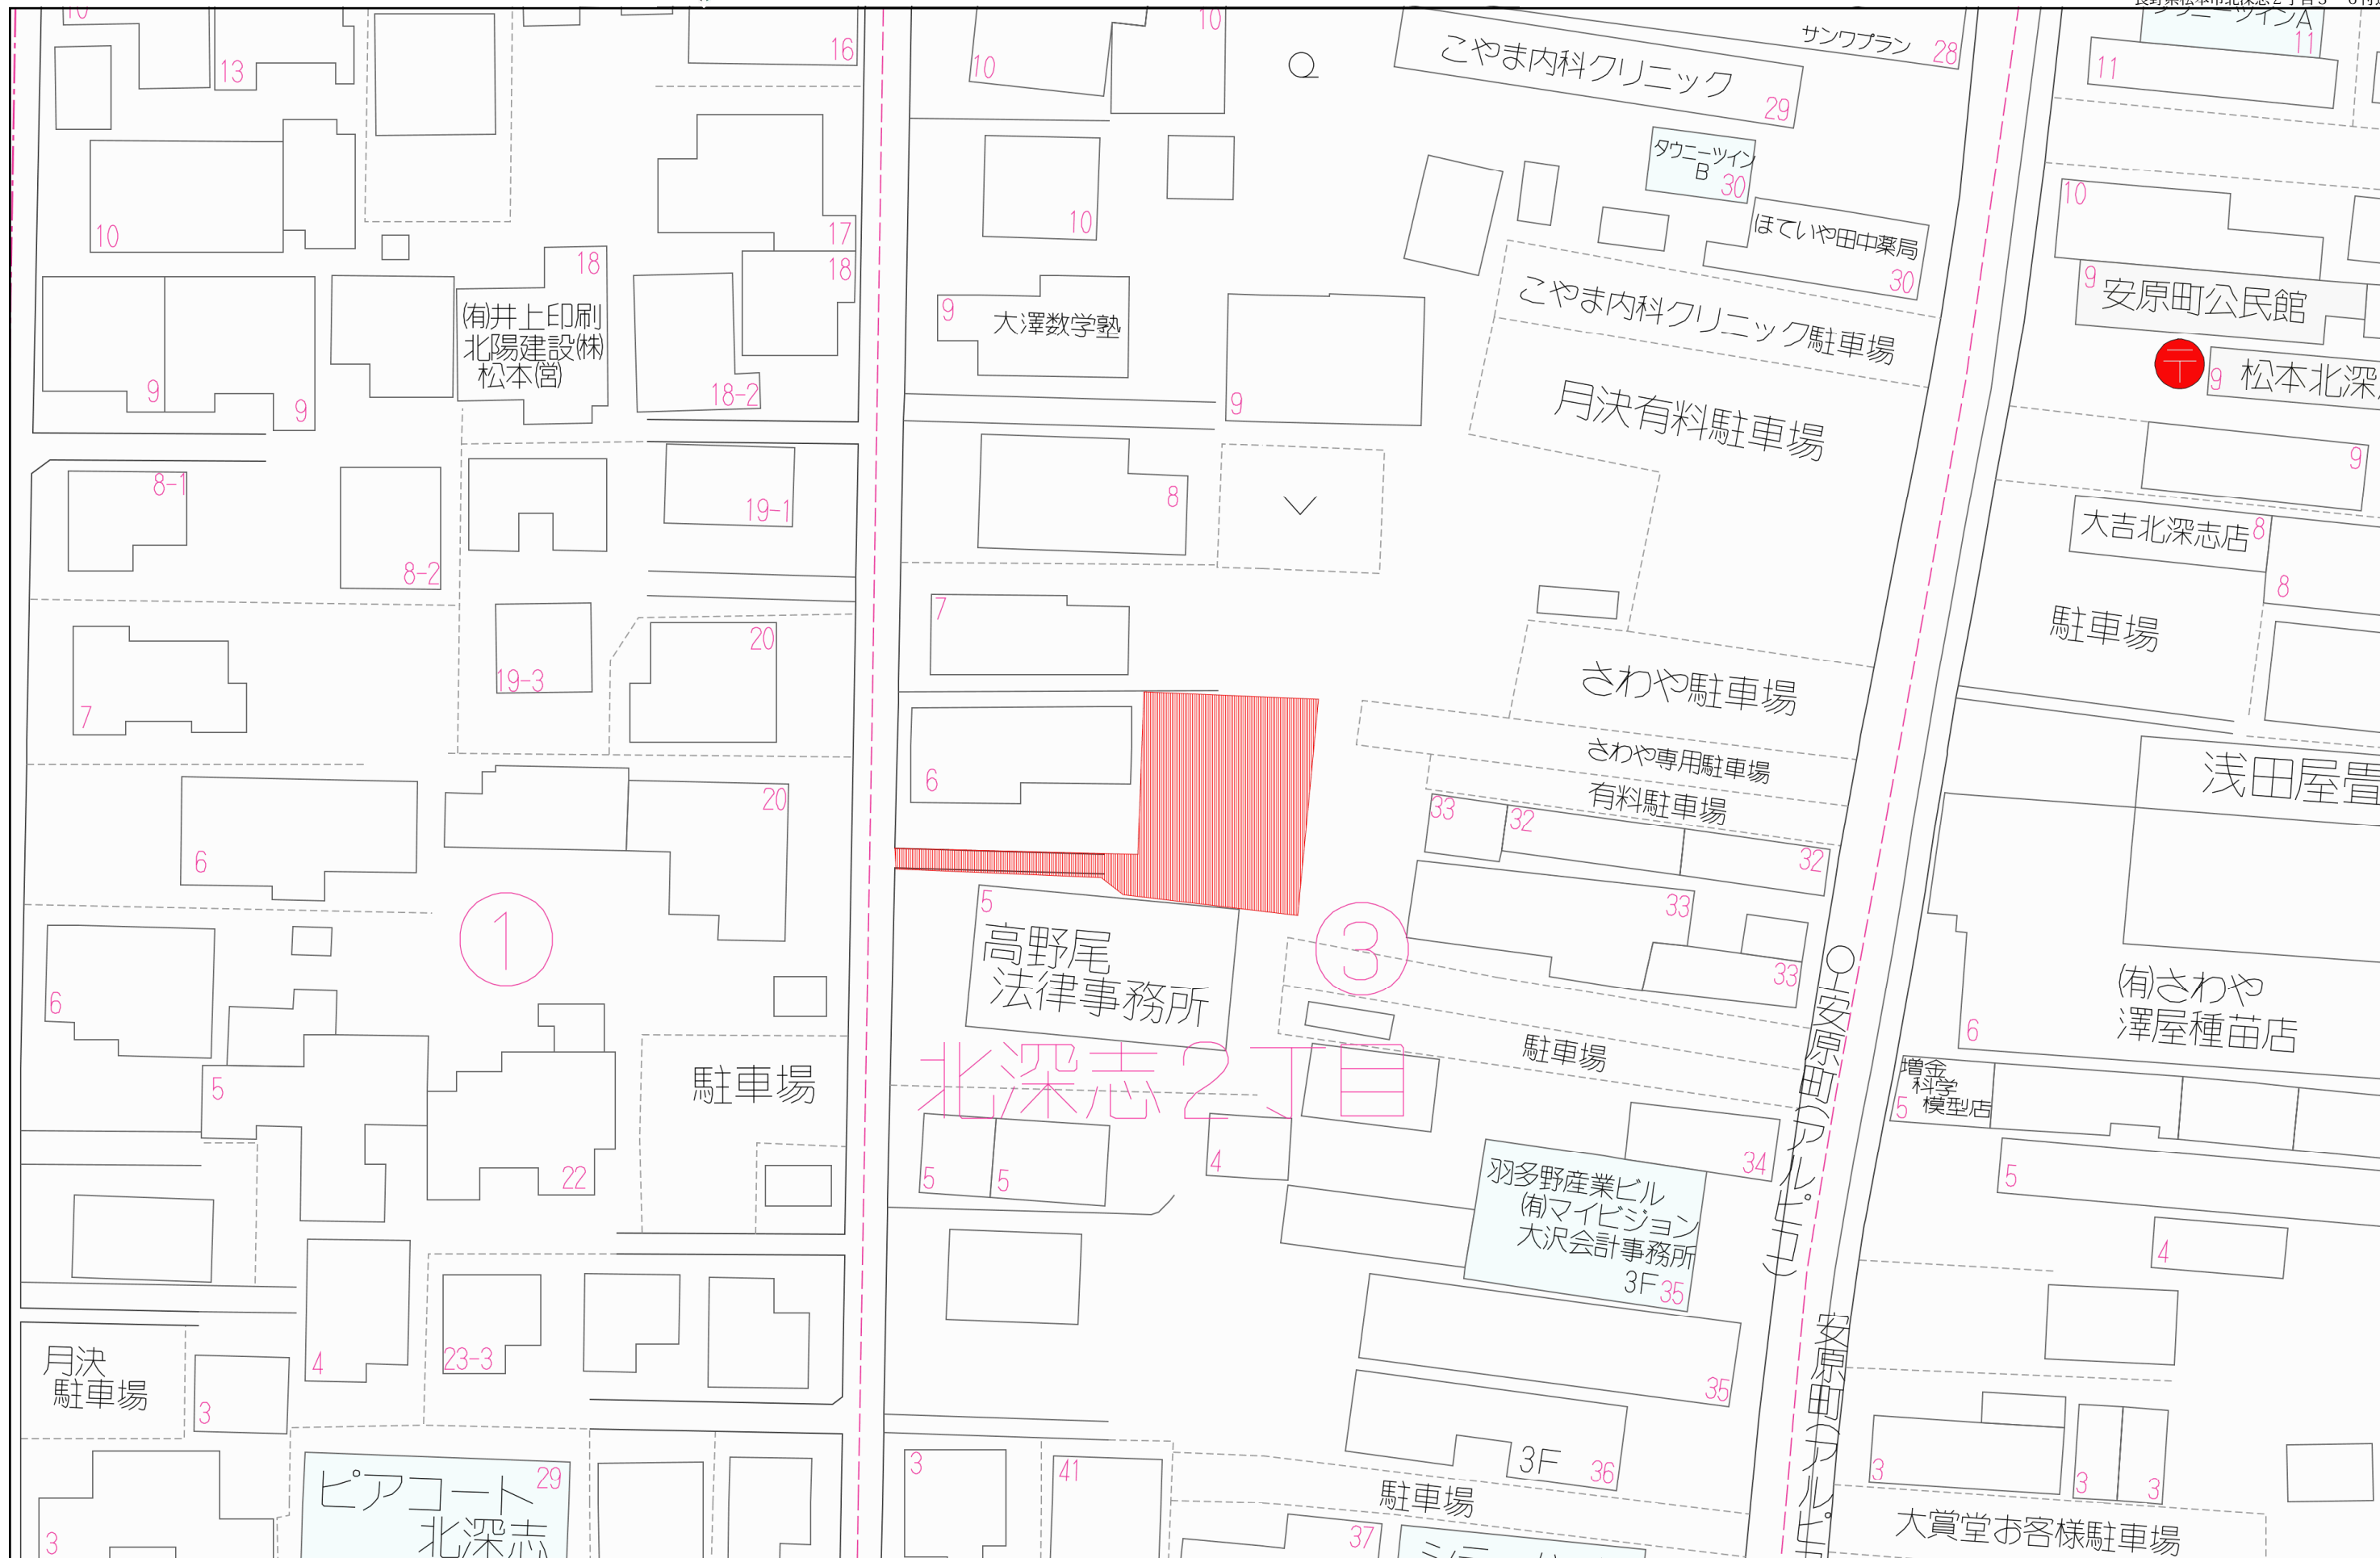 サンワプラン
28
11
11
10
13
16
10
10
こやま内科クリニック
29
タウニーツイン
B
30
10
17
10
10
ほていや田中薬局
30
9
安原町公民館
18
18
(有)井上印刷
北陽建設(株)
松本(営)
18-2
9
9
9
大澤数学塾
9
こやま内科クリニック駐車場
月決有料駐車場
〒
9
松本北深
9
8-1
8-2
19-1
8
大吉北深志店
8
8
駐車場
7
19-3
20
7
さわや駐車場
さわや専用駐車場
有料駐車場
浅田屋畳
6
20
6
33
32
32
33
33
①
5
高野尾
法律事務所
③
6
(有)さわや
澤屋種苗店
6
5
駐車場
22
北深志2丁目
駐車場
増金
科学
模型店
5
5
5
5
4
34
羽多野産業ビル
(有)マイビジョン
大沢会計事務所
3F
35
安原町(アルピコ)
4
35
月決
駐車場
3
4
23-3
安原町(アルピコ
3F
36
3
3
3
3
ピアコート
北深志
29
3
41
37
駐車場
大賞堂お客様駐車場